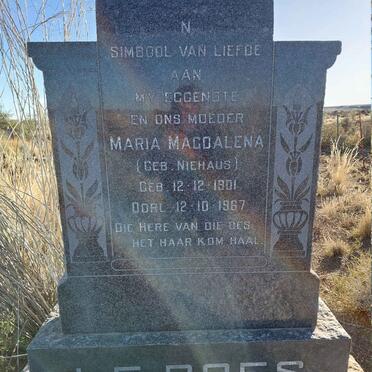 'N
SIMBOOL VAN LIEFDE
AAN
MY EGGENOTE
EN ONS MOEDER
MARIA MAGDALENA
(GEB. NIEHAUS)
GEB. 12-12-1901
OORL. 12-10-1967
DIE HERE VAN DIE OES
HET HAAR KOM HAAL.